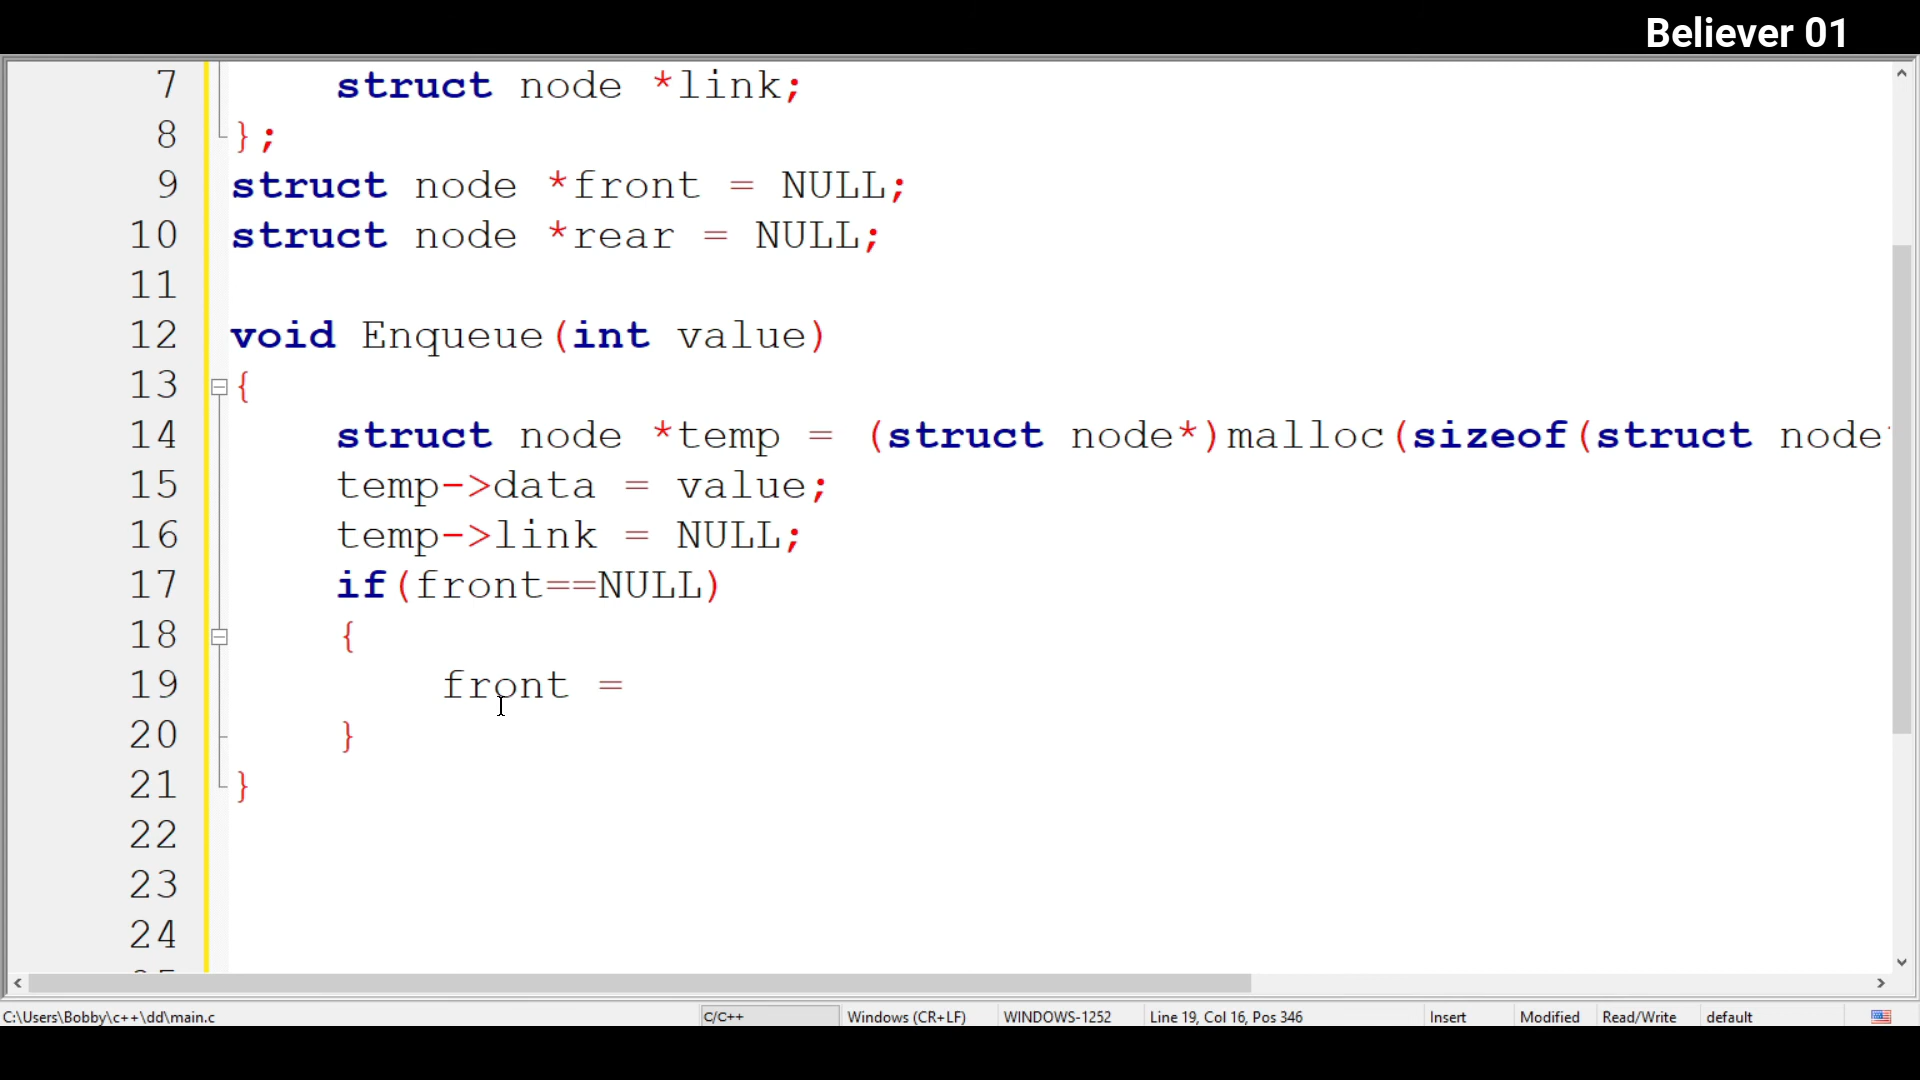 Believer 01
7 struct node *link;
8 };
9 struct node *front = NULL;
10 struct node *rear = NULL;
11
12 void Enqueue(int value)
13 {
14 struct node *temp = (struct node*)malloc(sizeof(struct node
15 temp->data = value;
16 temp->link = NULL;
17 if(front==NULL)
18 {
19 front =
20 }
21 }
22
23
24
C:\Users\Bobby\c++\dd\main.c C/C++ Windows (CR+LF) WINDOWS-1252 Line 19, Col 16, Pos 346 Insert Modified Read/Write default